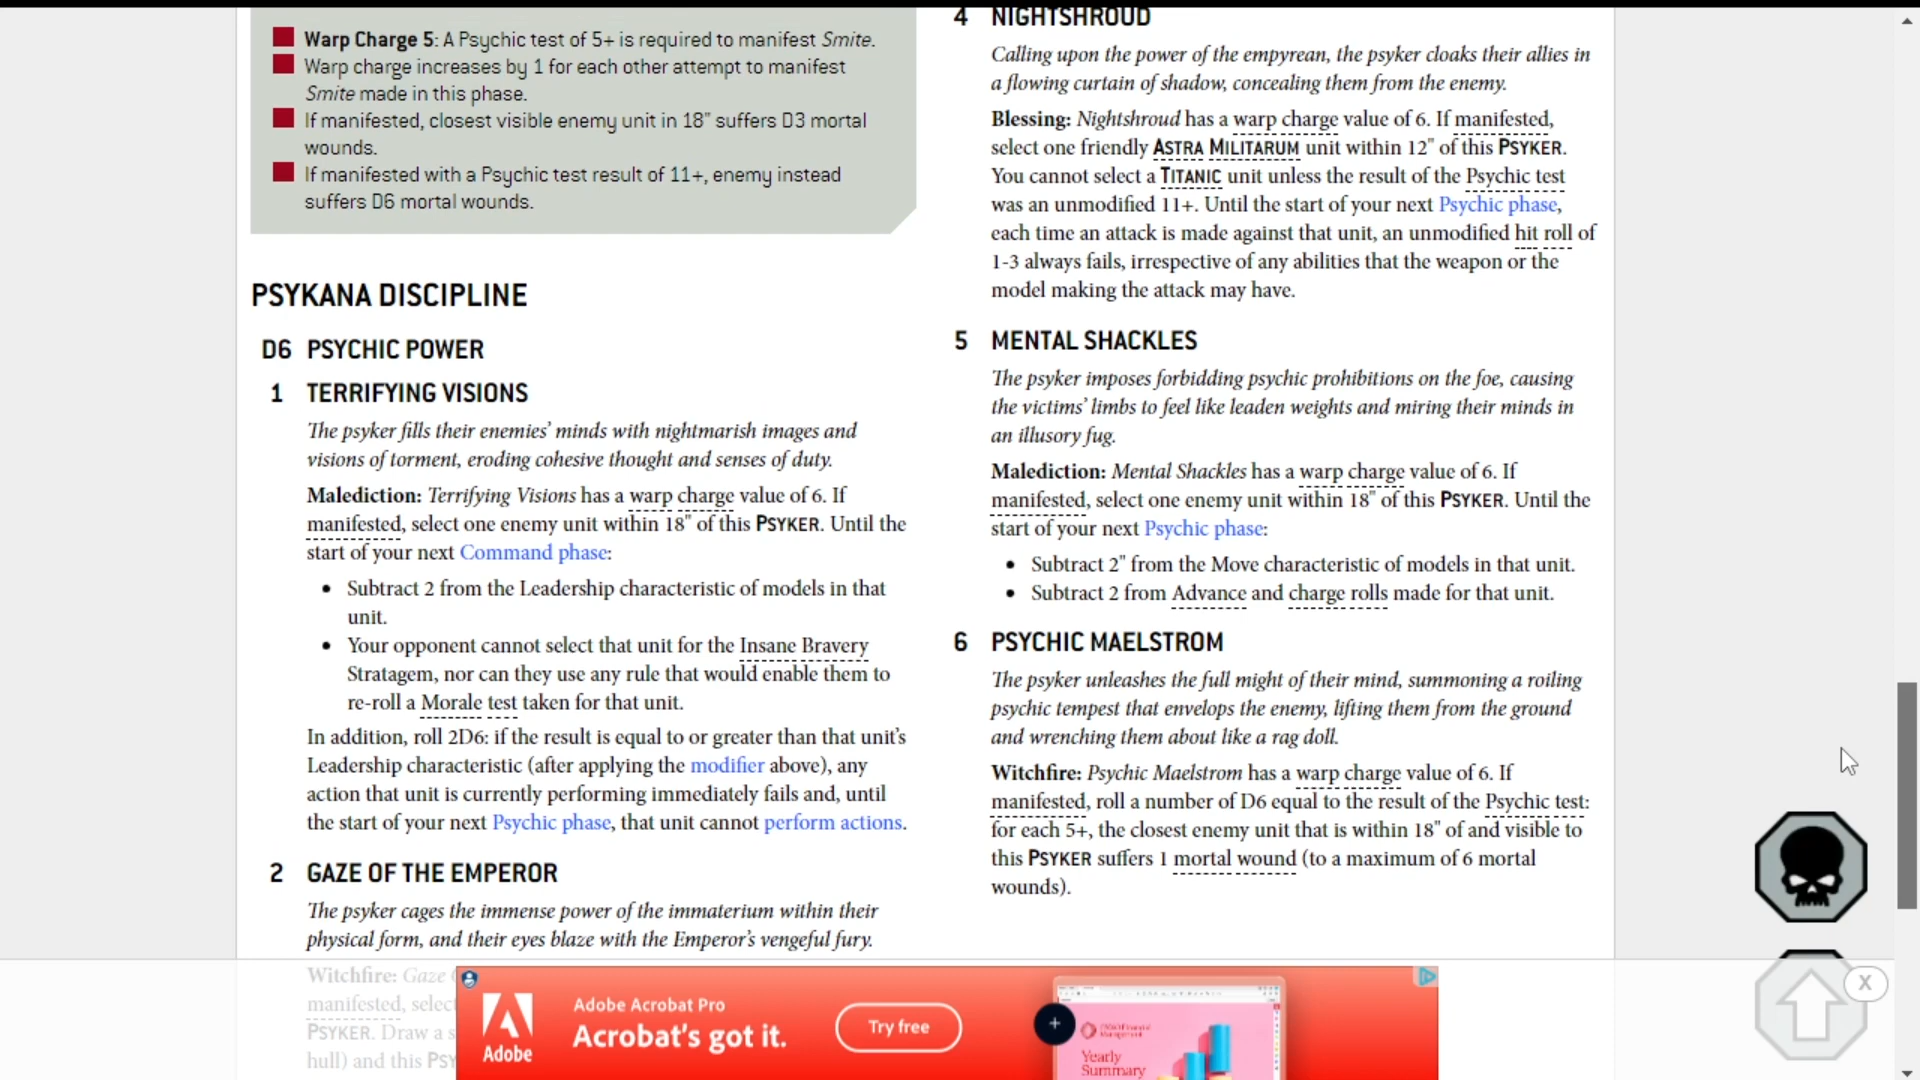 Warp Charge 5: A Psychic test of 5+ is required to manifest Smite.
Warp charge increases by 1 for each other attempt to manifest
Smite made in this phase.
If manifested, closest visible enemy unit in 18" suffers D3 mortal
wounds.
If manifested with a Psychic test result of 11+, enemy instead
suffers D6 mortal wounds.
PSYKANA DISCIPLINE
D6 PSYCHIC POWER
1 TERRIFYING VISIONS
The psyker fills their enemies’ minds with nightmarish images and
visions of torment, eroding cohesive thought and senses of duty.
Malediction: Terrifying Visions has a warp charge value of 6. If
manifested, select one enemy unit within 18" of this PSYKER. Until the
start of your next Command phase:
• Subtract 2 from the Leadership characteristic of models in that
unit.
• Your opponent cannot select that unit for the Insane Bravery
Stratagem, nor can they use any rule that would enable them to
re-roll a Morale test taken for that unit.
In addition, roll 2D6: if the result is equal to or greater than that unit’s
Leadership characteristic (after applying the modifier above), any
action that unit is currently performing immediately fails and, until
the start of your next Psychic phase, that unit cannot perform actions.
2 GAZE OF THE EMPEROR
The psyker cages the immense power of the immaterium within their
physical form, and their eyes blaze with the Emperor’s vengeful fury.
Witchfire: Gaze
manifested, select
PSYKER. Draw a s
hull) and this PSY
4 NIGHTSHROUD
Calling upon the power of the empyrean, the psyker cloaks their allies in
a flowing curtain of shadow, concealing them from the enemy.
Blessing: Nightshroud has a warp charge value of 6. If manifested,
select one friendly ASTRA MILITARUM unit within 12" of this PSYKER.
You cannot select a TITANIC unit unless the result of the Psychic test
was an unmodified 11+. Until the start of your next Psychic phase,
each time an attack is made against that unit, an unmodified hit roll of
1-3 always fails, irrespective of any abilities that the weapon or the
model making the attack may have.
5 MENTAL SHACKLES
The psyker imposes forbidding psychic prohibitions on the foe, causing
the victims’ limbs to feel like leaden weights and miring their minds in
an illusory fug.
Malediction: Mental Shackles has a warp charge value of 6. If
manifested, select one enemy unit within 18" of this PSYKER. Until the
start of your next Psychic phase:
• Subtract 2" from the Move characteristic of models in that unit.
• Subtract 2 from Advance and charge rolls made for that unit.
6 PSYCHIC MAELSTROM
The psyker unleashes the full might of their mind, summoning a roiling
psychic tempest that envelops the enemy, lifting them from the ground
and wrenching them about like a rag doll.
Witchfire: Psychic Maelstrom has a warp charge value of 6. If
manifested, roll a number of D6 equal to the result of the Psychic test:
for each 5+, the closest enemy unit that is within 18" of and visible to
this PSYKER suffers 1 mortal wound (to a maximum of 6 mortal
wounds).
Adobe
Adobe Acrobat Pro
Acrobat's got it.
Try free
Yearly
Summary
X